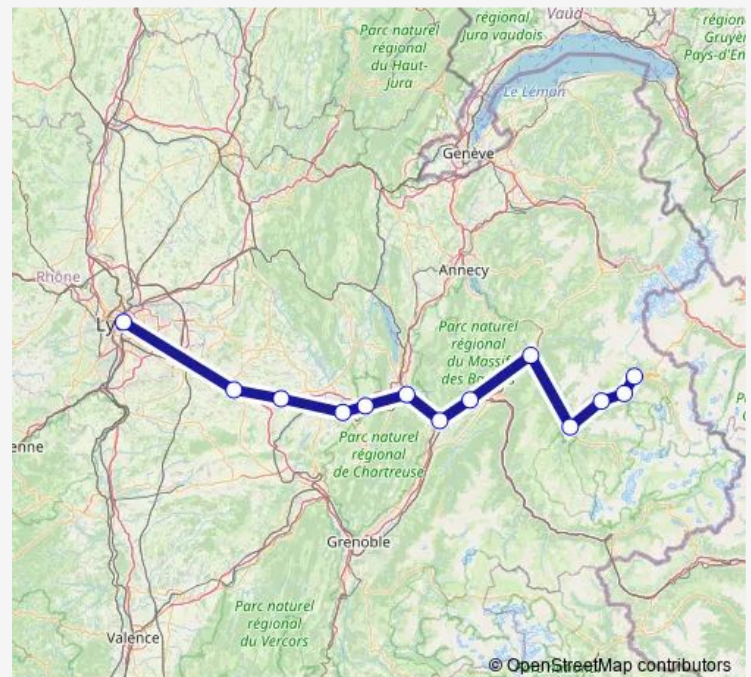 Parc naturel
régional
du Haut-
Jura
régional
Jura vaudois
Vaud
région
Gruyèr
Pays-d'En
Le Léman
Genève
Rhône
Annecy
Ly
Parc naturel
régional
du Massif
des B
enne
Parc naturel
régional
de Chartreuse
Grenoble
Parc naturel
régional
du Vercors
Valence
© OpenStreetMap contributors